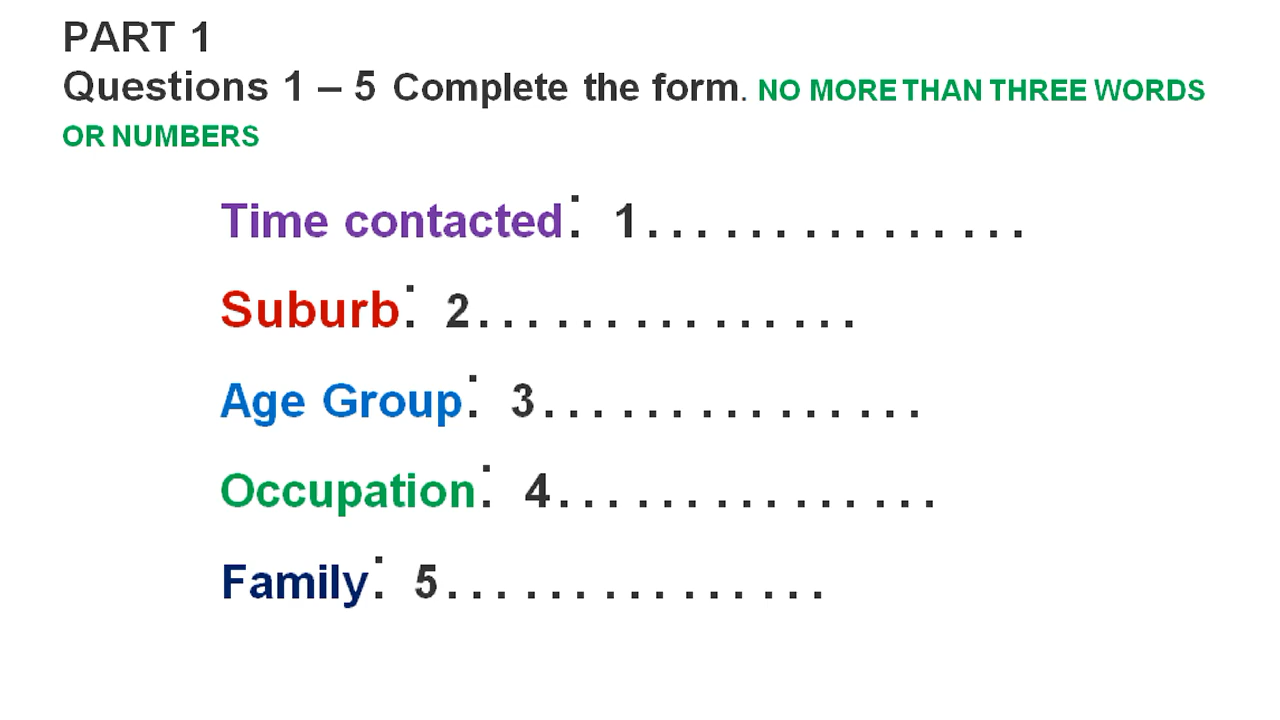 PART 1
Questions 1 – 5 Complete the form. NO MORE THAN THREE WORDS
OR NUMBERS
Time contacted: 1...............
Suburb: 2...............
Age Group: 3...............
Occupation: 4...............
Family: 5...............